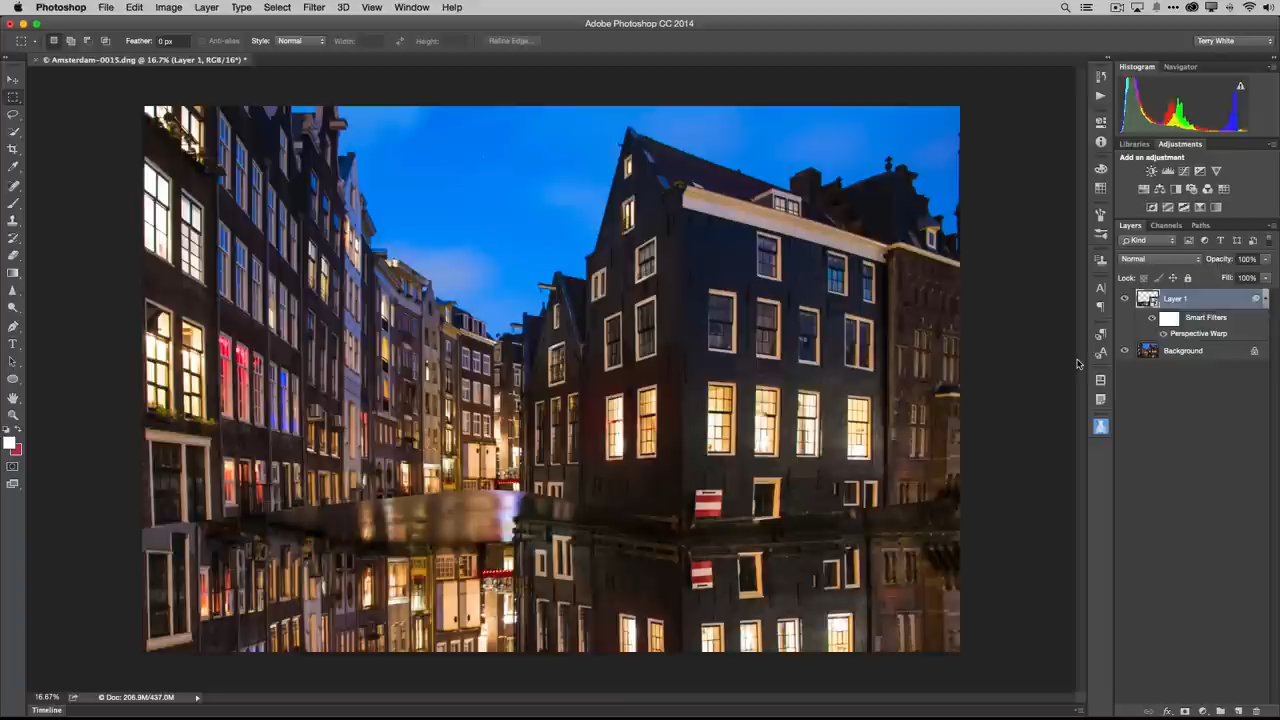 Photoshop File Edit Image Layer Type Select Filter 3D View Window Help
Adobe Photoshop CC 2014
Feather: 0 px Anti-alias Style: Normal Width: Height: Refine Edge... Terry White
© Amsterdam-0015.dng @ 16.7% (Layer 1, RGB/16*) *
Histogram Navigator
Libraries Adjustments
Add an adjustment
Layers Channels Paths
Kind
Normal Opacity: 100%
Lock: Fill: 100%
Layer 1
Smart Filters
Perspective Warp
Background
16.67% © Doc: 206.9M/437.0M
Timeline